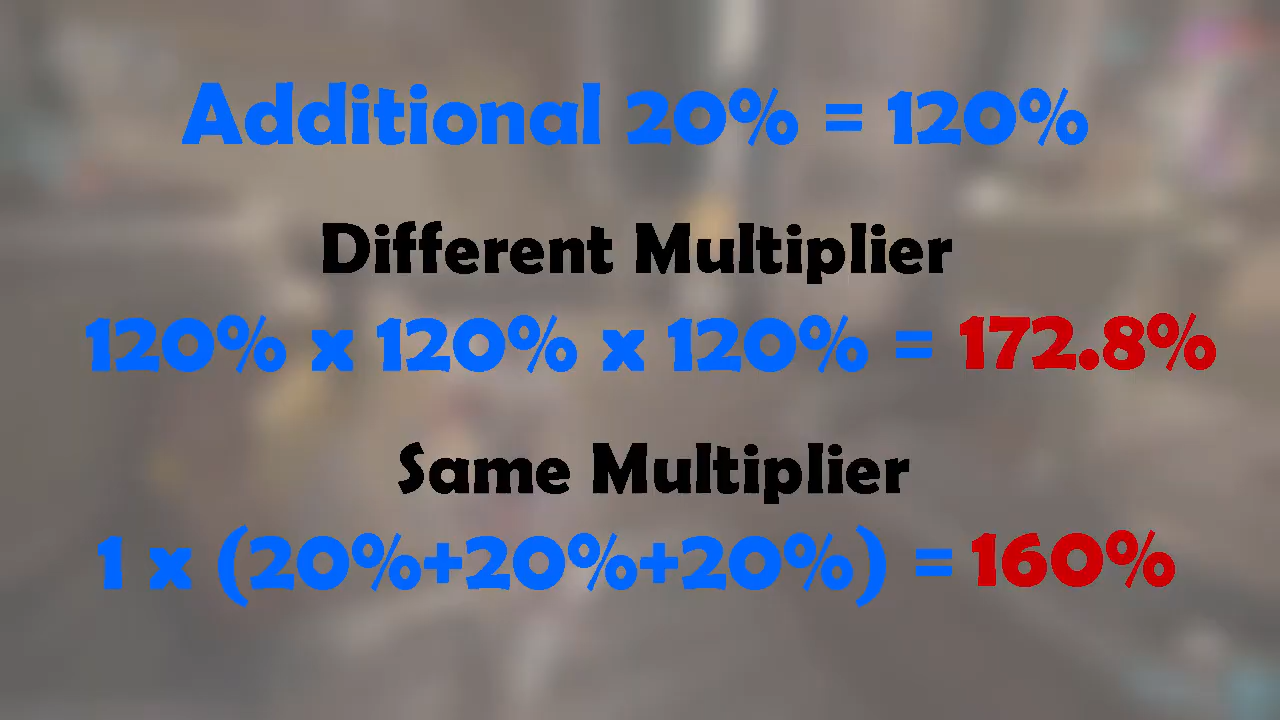 Additional 20% = 120%
Different Multiplier
120% x 120% x 120% = 172.8%
Same Multiplier
1 x (20%+20%+20%) = 160%